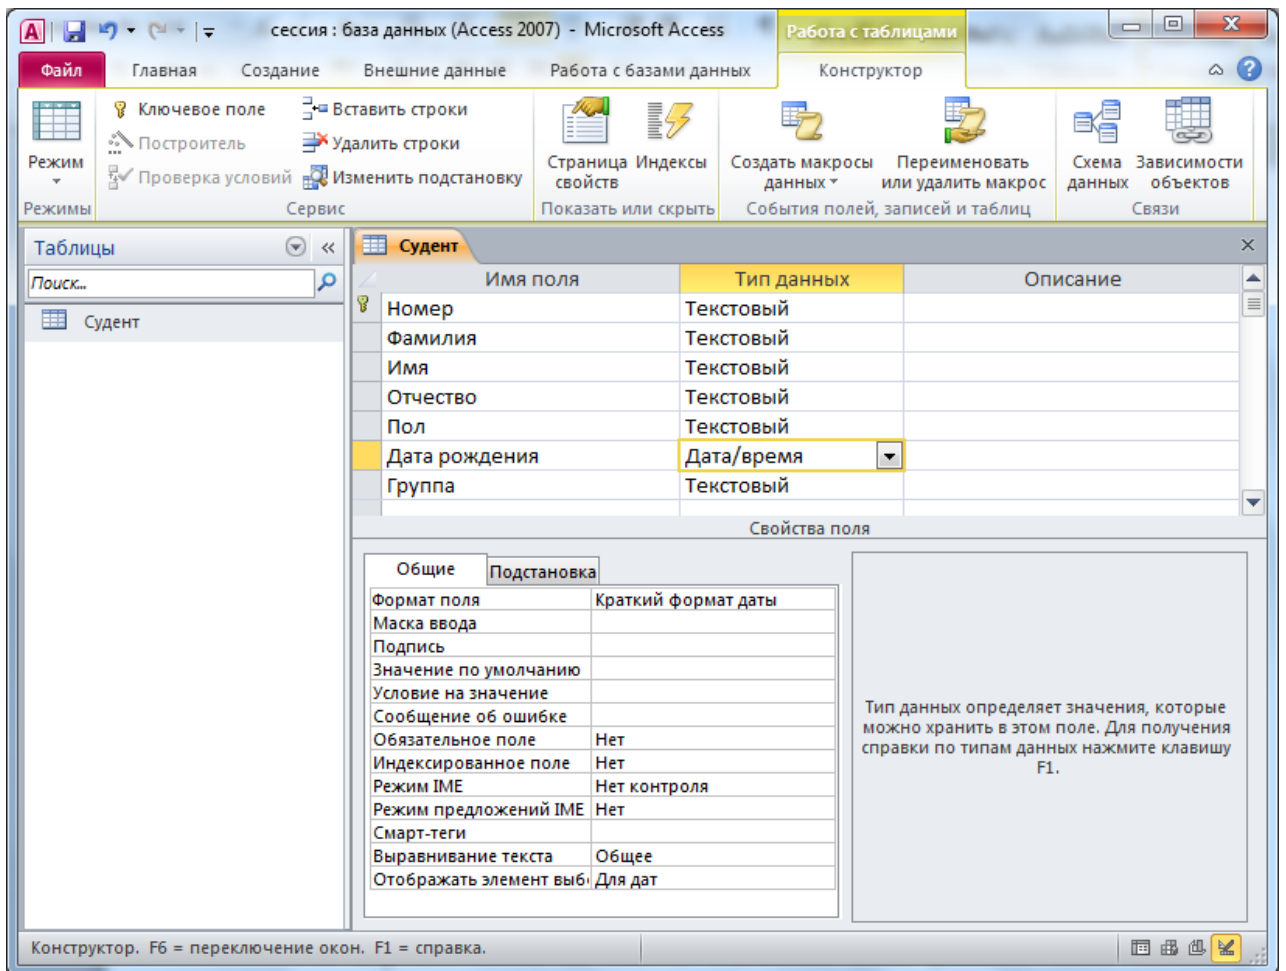 сессия : база данных (Access 2007) - Microsoft Access
Работа с таблицами
Файл Главная Создание Внешние данные Работа с базами данных Конструктор
Режим
Ключевое поле
Построитель
Проверка условий
Вставить строки
Удалить строки
Изменить подстановку
Страница свойств
Индексы
Создать макросы данных
Переименовать или удалить макрос
Схема данных
Зависимости объектов
Режимы Сервис Показать или скрыть События полей, записей и таблиц Связи
Таблицы
Поиск...
Судент
Судент
Имя поля Тип данных Описание
Номер Текстовый
Фамилия Текстовый
Имя Текстовый
Отчество Текстовый
Пол Текстовый
Дата рождения Дата/время
Группа Текстовый
Свойства поля
Общие Подстановка
Формат поля Краткий формат даты
Маска ввода
Подпись
Значение по умолчанию
Условие на значение
Сообщение об ошибке
Обязательное поле Нет
Индексированное поле Нет
Режим IME Нет контроля
Режим предложений IME Нет
Смарт-теги
Выравнивание текста Общее
Отображать элемент выб Для дат
Тип данных определяет значения, которые
можно хранить в этом поле. Для получения
справки по типам данных нажмите клавишу
F1.
Конструктор. F6 = переключение окон. F1 = справка.